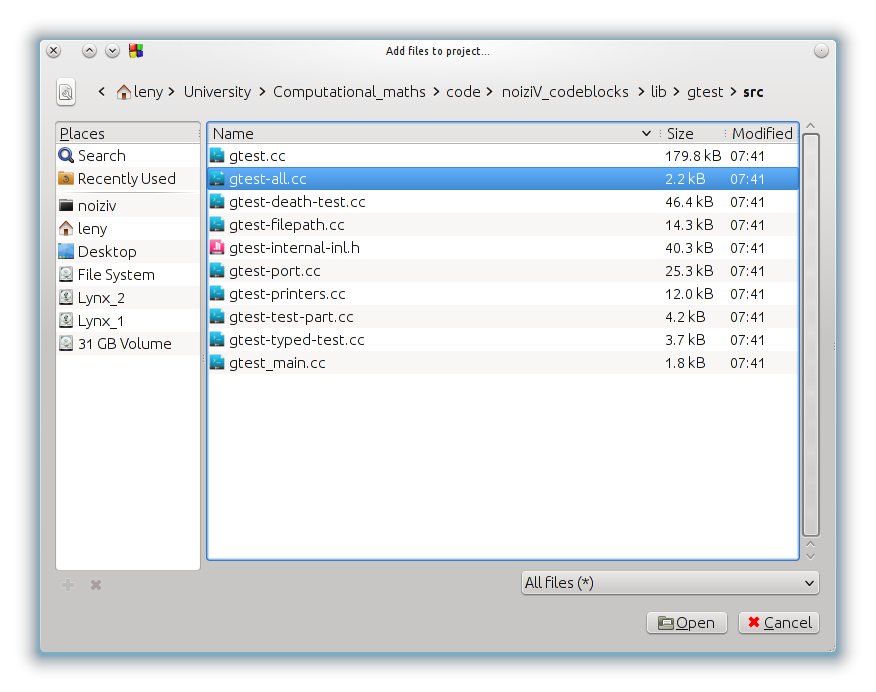 Add files to project...
< leny > University > Computational_maths > code > noiziV_codeblocks > lib > gtest > src
Places
Search
Recently Used
noiziv
leny
Desktop
File System
Lynx_2
Lynx_1
31 GB Volume
Name Size Modified
gtest.cc 179.8 kB 07:41
gtest-all.cc 2.2 kB 07:41
gtest-death-test.cc 46.4 kB 07:41
gtest-filepath.cc 14.3 kB 07:41
gtest-internal-inl.h 40.3 kB 07:41
gtest-port.cc 25.3 kB 07:41
gtest-printers.cc 12.0 kB 07:41
gtest-test-part.cc 4.2 kB 07:41
gtest-typed-test.cc 3.7 kB 07:41
gtest_main.cc 1.8 kB 07:41
All files (*)
Open Cancel